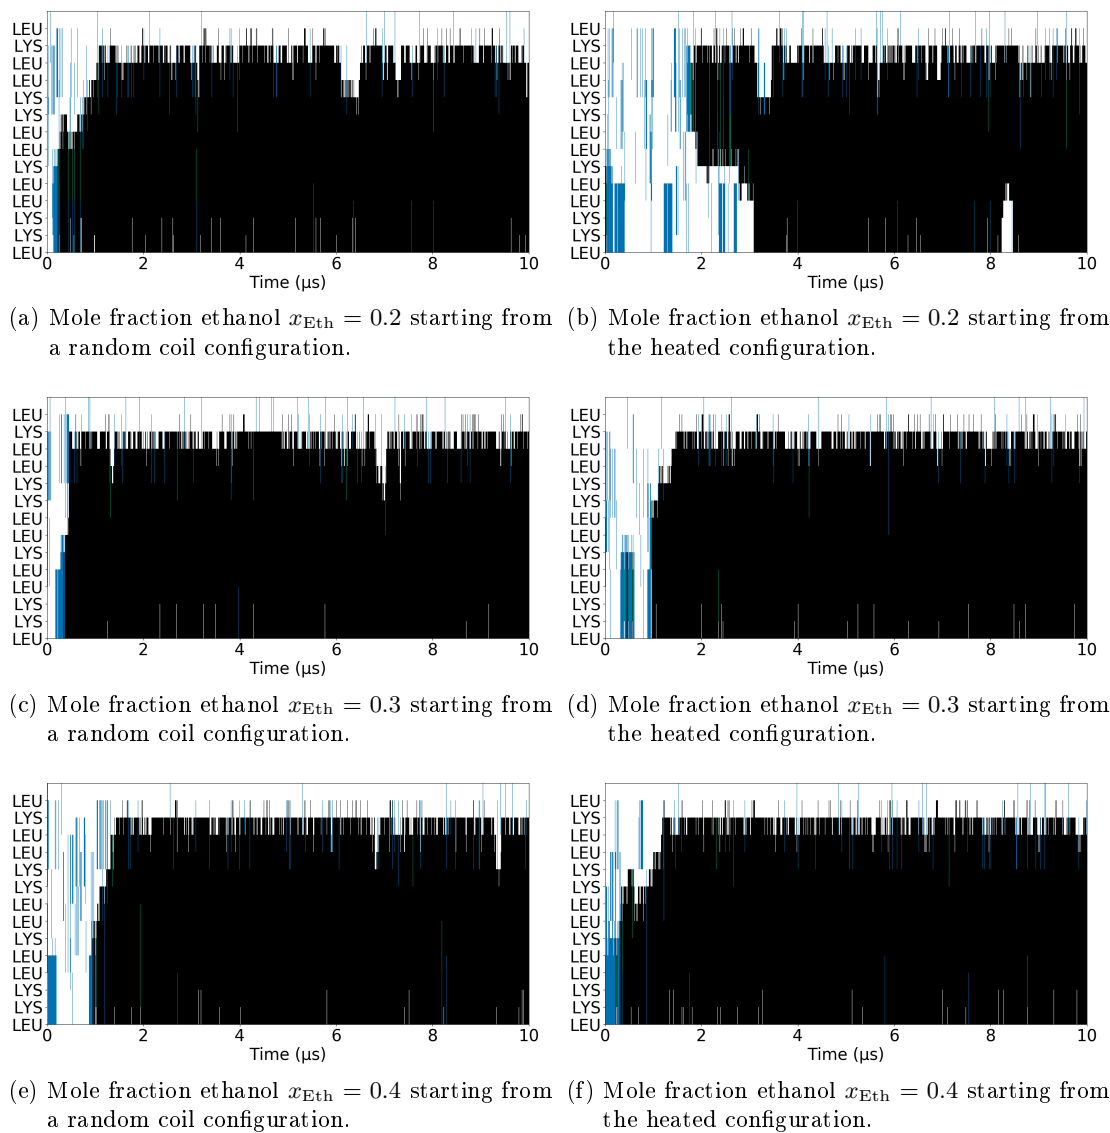 LEU
LYS
LEU
LEU
LYS
LYS
LEU
LEU
LYS
LEU
LEU
LYS
LYS
LEU
0 2 4 6 8 10
Time (µs)
(a) Mole fraction ethanol x_Eth = 0.2 starting from
a random coil configuration.
LEU
LYS
LEU
LEU
LYS
LYS
LEU
LEU
LYS
LEU
LEU
LYS
LYS
LEU
0 2 4 6 8 10
Time (µs)
(b) Mole fraction ethanol x_Eth = 0.2 starting from
the heated configuration.
LEU
LYS
LEU
LEU
LYS
LYS
LEU
LEU
LYS
LEU
LEU
LYS
LYS
LEU
0 2 4 6 8 10
Time (µs)
(c) Mole fraction ethanol x_Eth = 0.3 starting from
a random coil configuration.
LEU
LYS
LEU
LEU
LYS
LYS
LEU
LEU
LYS
LEU
LEU
LYS
LYS
LEU
0 2 4 6 8 10
Time (µs)
(d) Mole fraction ethanol x_Eth = 0.3 starting from
the heated configuration.
LEU
LYS
LEU
LEU
LYS
LYS
LEU
LEU
LYS
LEU
LEU
LYS
LYS
LEU
0 2 4 6 8 10
Time (µs)
(e) Mole fraction ethanol x_Eth = 0.4 starting from
a random coil configuration.
LEU
LYS
LEU
LEU
LYS
LYS
LEU
LEU
LYS
LEU
LEU
LYS
LYS
LEU
0 2 4 6 8 10
Time (µs)
(f) Mole fraction ethanol x_Eth = 0.4 starting from
the heated configuration.